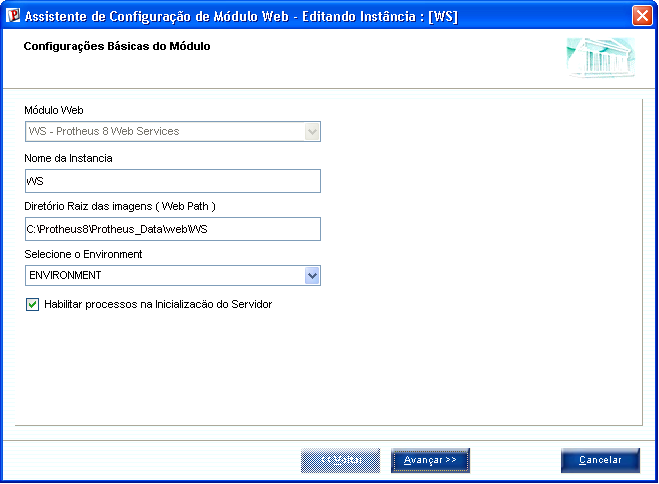 Assistente de Configuração de Módulo Web - Editando Instância : [WS]
Configurações Básicas do Módulo
Módulo Web
WS - Protheus 8 Web Services
Nome da Instancia
WS
Diretório Raiz das imagens ( Web Path )
C:\Protheus8\Protheus_Data\web\WS
Selecione o Environment
ENVIRONMENT
Habilitar processos na Inicialização do Servidor
<< Voltar
Avançar >>
Cancelar